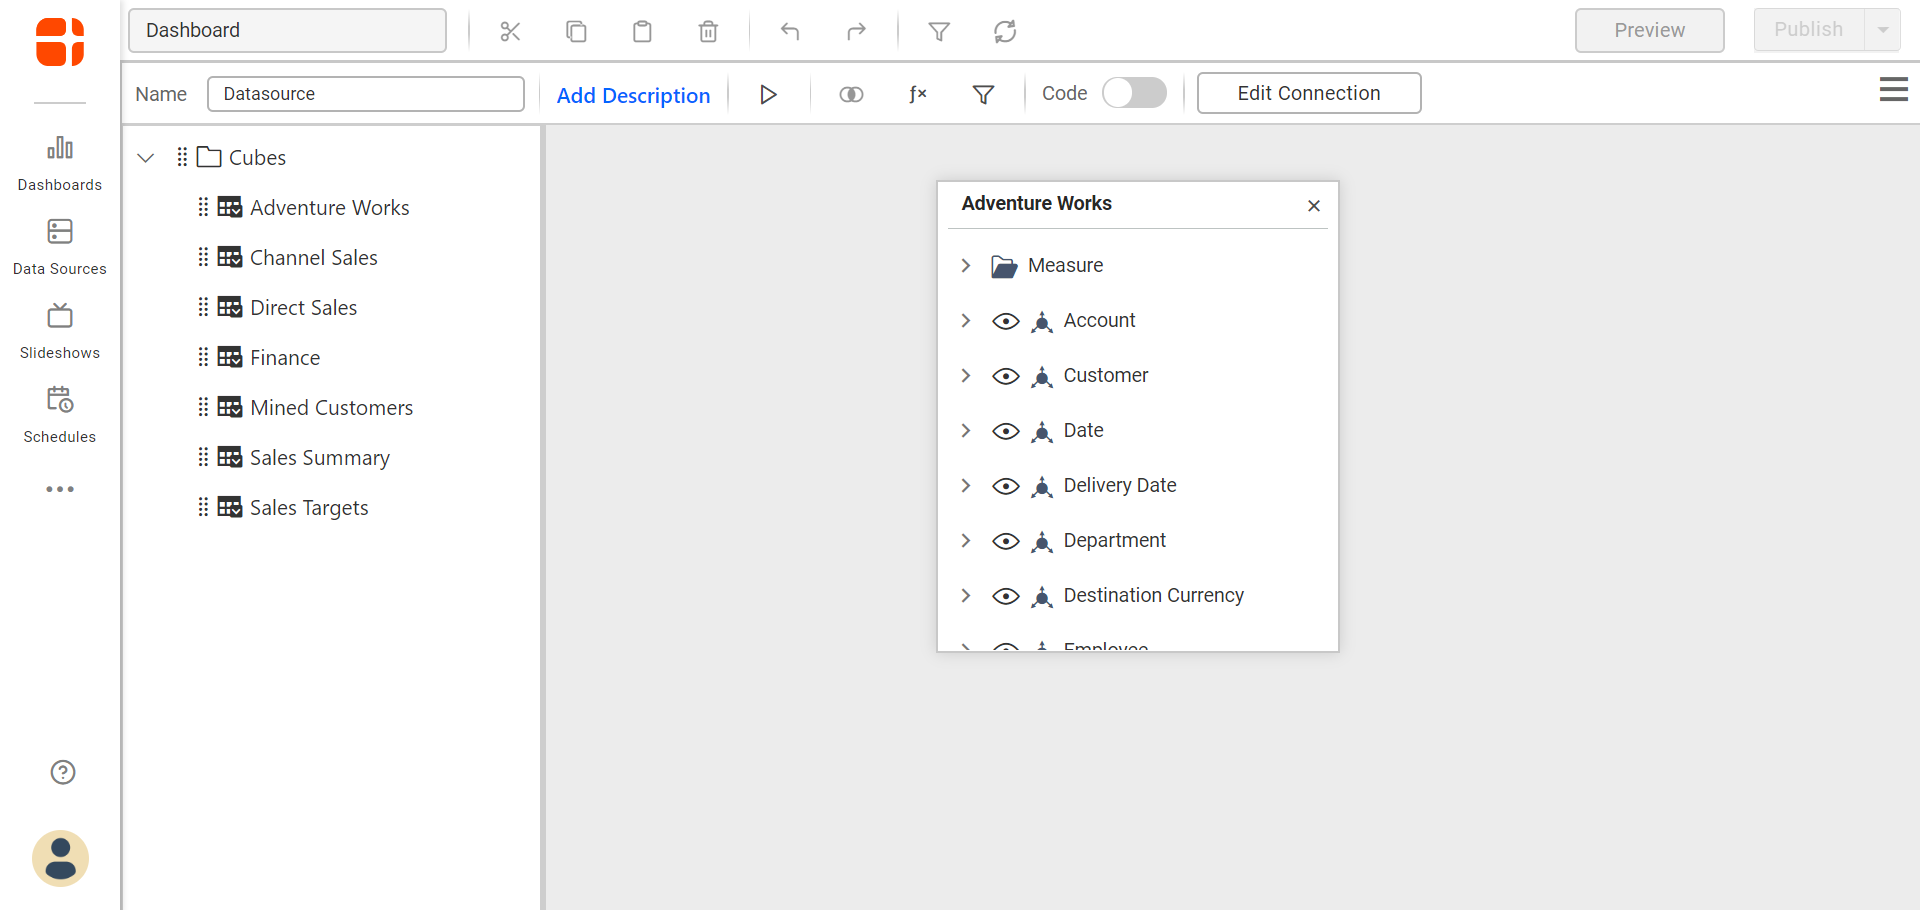 Dashboard
Preview
Publish
Name
Datasource
Add Description
ƒx
Code
Edit Connection
Dashboards
Data Sources
Slideshows
Schedules
Cubes
Adventure Works
Channel Sales
Direct Sales
Finance
Mined Customers
Sales Summary
Sales Targets
Adventure Works
Measure
Account
Customer
Date
Delivery Date
Department
Destination Currency
Employee